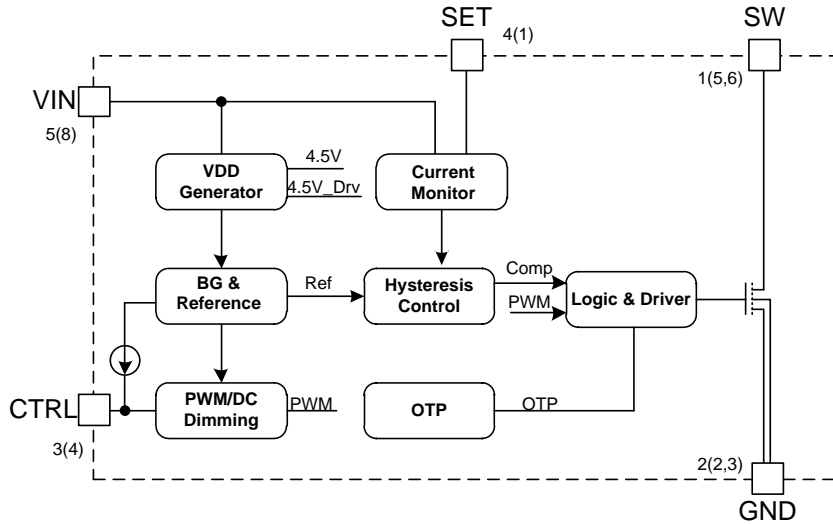 SET
4(1)
SW
1(5,6)
VIN
5(8)
VDD
Generator
4.5V
4.5V_Drv
Current
Monitor
BG &
Reference
Ref
Hysteresis
Control
Comp
PWM
Logic & Driver
CTRL
3(4)
PWM/DC
Dimming
PWM
OTP
OTP
2(2,3)
GND